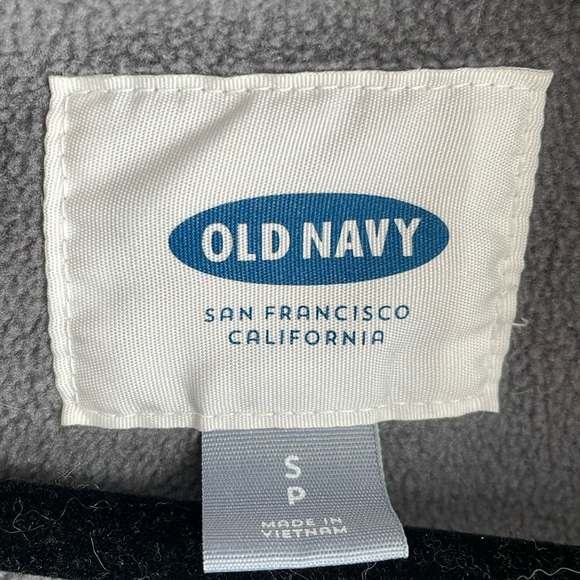 OLD NAVY
SAN FRANCISCO
CALIFORNIA
S
P
MADE IN
VIETNAM